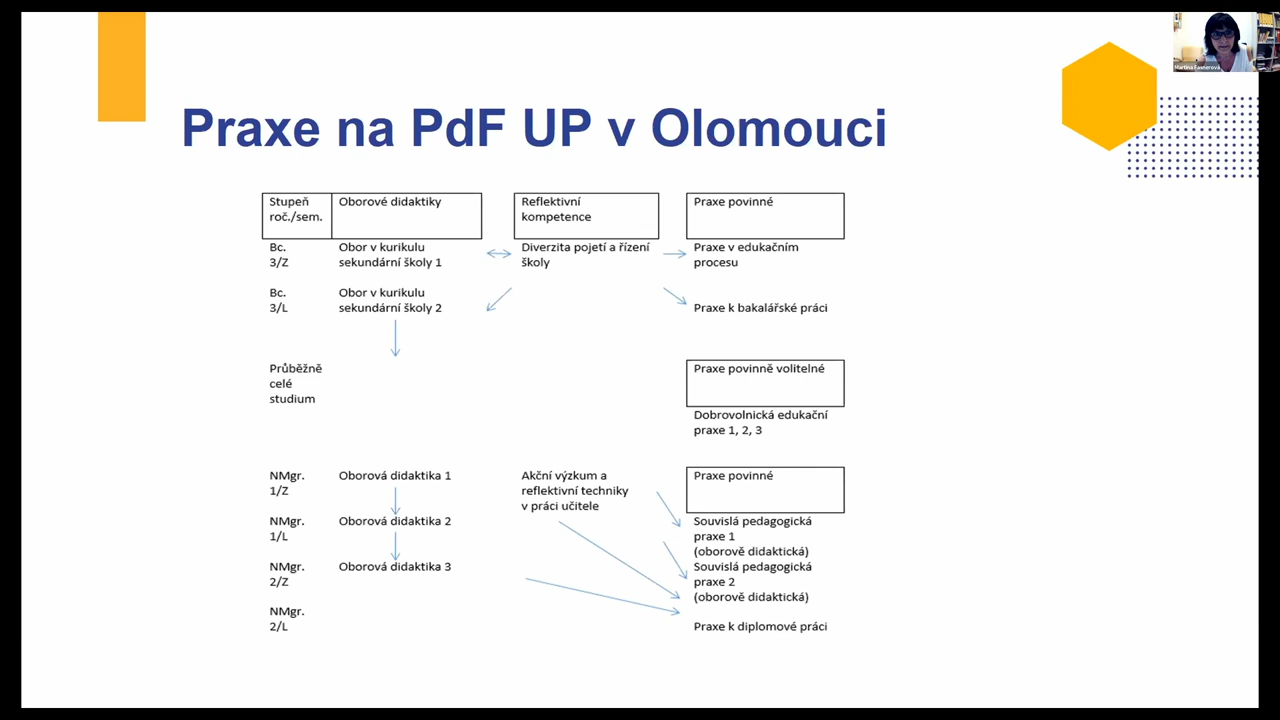 Martina Fasnerová
Praxe na PdF UP v Olomouci
Stupeň
roč./sem.
Oborové didaktiky
Reflektivní
kompetence
Praxe povinné
Bc.
3/Z
Obor v kurikulu
sekundární školy 1
Diverzita pojetí a řízení
školy
Praxe v edukačním
procesu
Bc.
3/L
Obor v kurikulu
sekundární školy 2
Praxe k bakalářské práci
Průběžně
celé
studium
Praxe povinně volitelné
Dobrovolnická edukační
praxe 1, 2, 3
NMgr.
1/Z
Oborová didaktika 1
Akční výzkum a
reflektivní techniky
v práci učitele
Praxe povinné
NMgr.
1/L
Oborová didaktika 2
Souvislá pedagogická
praxe 1
(oborově didaktická)
NMgr.
2/Z
Oborová didaktika 3
Souvislá pedagogická
praxe 2
(oborově didaktická)
NMgr.
2/L
Praxe k diplomové práci